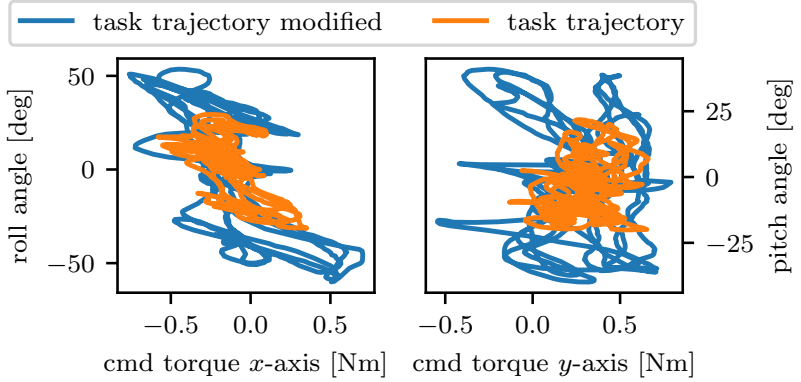 task trajectory modified
task trajectory
roll angle [deg]
50
0
−50
−0.5
0.0
0.5
cmd torque x-axis [Nm]
−0.5
0.0
0.5
cmd torque y-axis [Nm]
25
0
−25
pitch angle [deg]